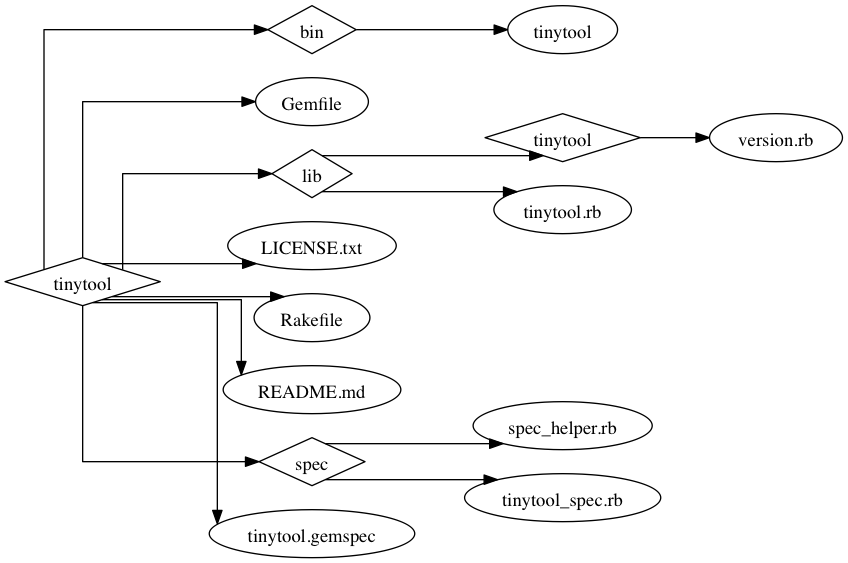 bin
tinytool
Gemfile
tinytool
version.rb
lib
tinytool.rb
LICENSE.txt
tinytool
Rakefile
README.md
spec_helper.rb
spec
tinytool_spec.rb
tinytool.gemspec